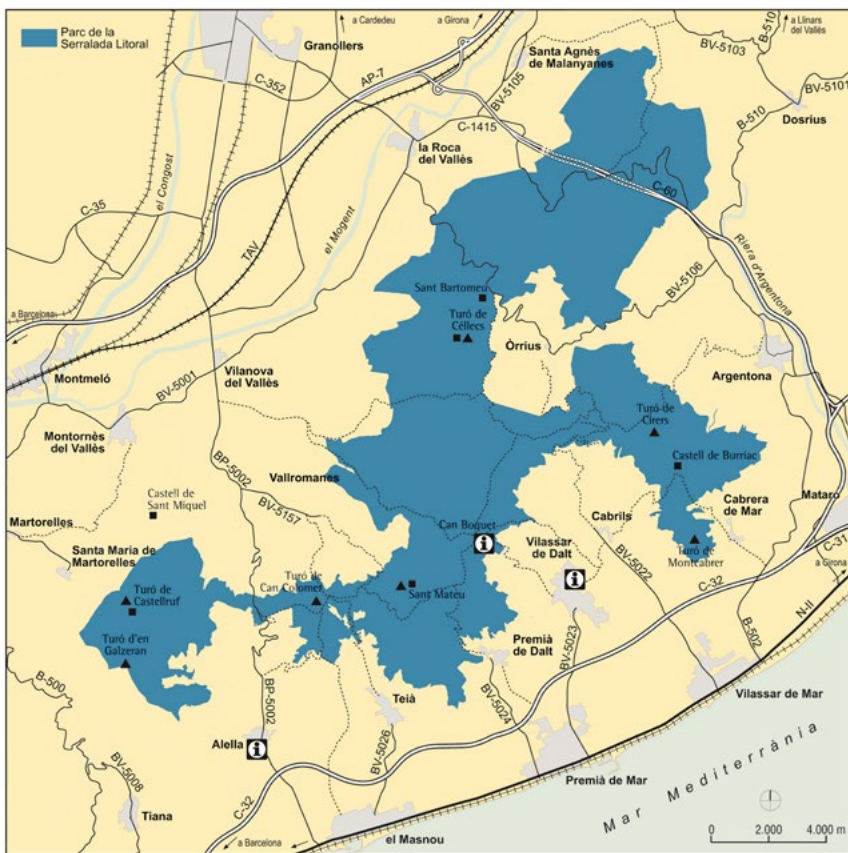 Parc de la
Serralada Litoral
a Cardedeu
a Girona
a Llinars
del Vallès
Granollers
Santa Agnès
de Malanyanes
BV-5103
B-510
BV-5101
C-352
AP-7
BV-5105
B-510
Dosrius
C-1415
la Roca
del Vallès
el Congost
C-60
C-35
el Mogent
TAV
Riera d'Argentona
BV-5106
Sant Bartomeu
a Barcelona
Turó de
Céllecs
Òrrius
Montmeló
Vilanova
del Vallès
Argentona
BV-5001
Turó de
Cirers
Montornès
del Vallès
BP-5002
Vallromanes
Castell de Burriac
Castell de
Sant Miquel
BV-5157
Mataró
Martorelles
Can Boquet
Cabrils
Cabrera
de Mar
Vilassar
de Dalt
C-31
Santa Maria de
Martorelles
Turó de
Montcabrer
a Girona
Turó de
Castellruf
Turó de
Can Colomer
Sant Mateu
BV-5022
C-32
N-II
Turó d'en
Galzeran
Premià
de Dalt
BV-5023
B-502
B-500
BP-5002
Teià
Vilassar de Mar
BV-5024
Alella
BV-5026
Mar Mediterrània
BV-5008
Premià de Mar
Tiana
C-32
a Barcelona
el Masnou
0 2.000 4.000 m